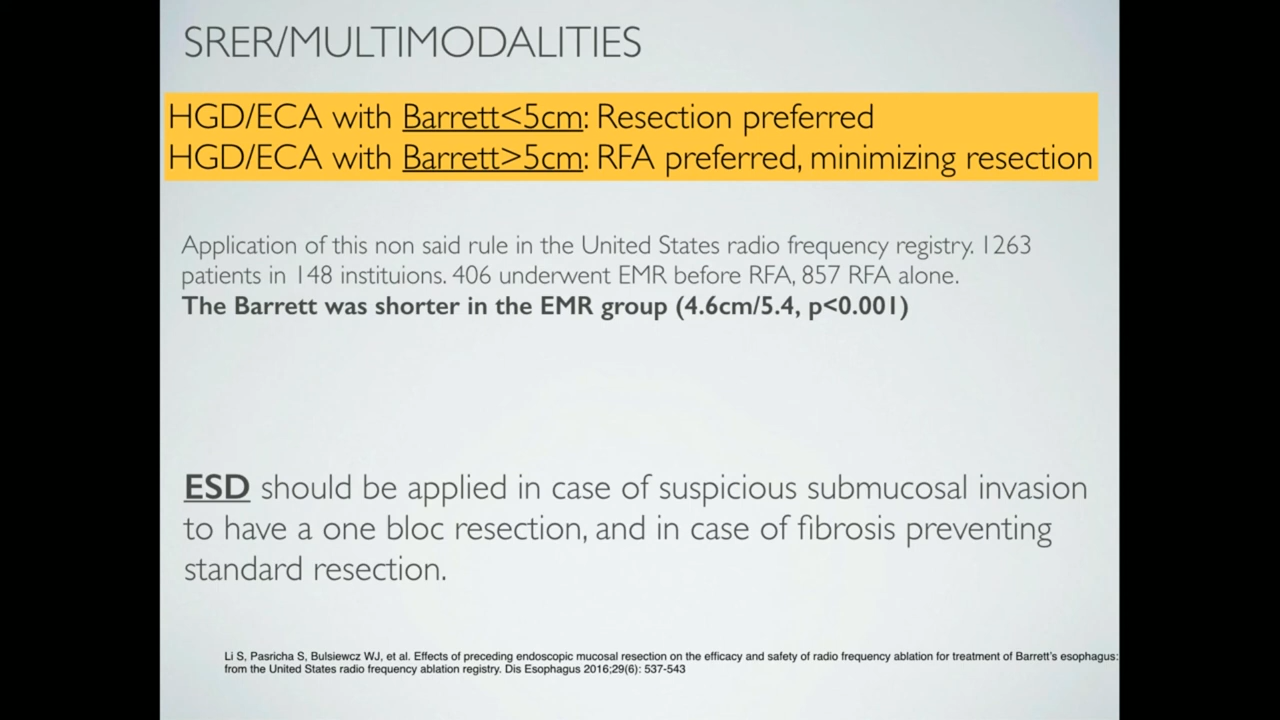 SRER/MULTIMODALITIES
HGD/ECA with Barrett<5cm: Resection preferred
HGD/ECA with Barrett>5cm: RFA preferred, minimizing resection
Application of this non said rule in the United States radio frequency registry. 1263
patients in 148 instituions. 406 underwent EMR before RFA, 857 RFA alone.
The Barrett was shorter in the EMR group (4.6cm/5.4, p<0.001)
ESD should be applied in case of suspicious submucosal invasion
to have a one bloc resection, and in case of fibrosis preventing
standard resection.
Li S, Pasricha S, Bulsiewcz WJ, et al. Effects of preceding endoscopic mucosal resection on the efficacy and safety of radio frequency ablation for treatment of Barrett's esophagus:
from the United States radio frequency ablation registry. Dis Esophagus 2016;29(6): 537-543